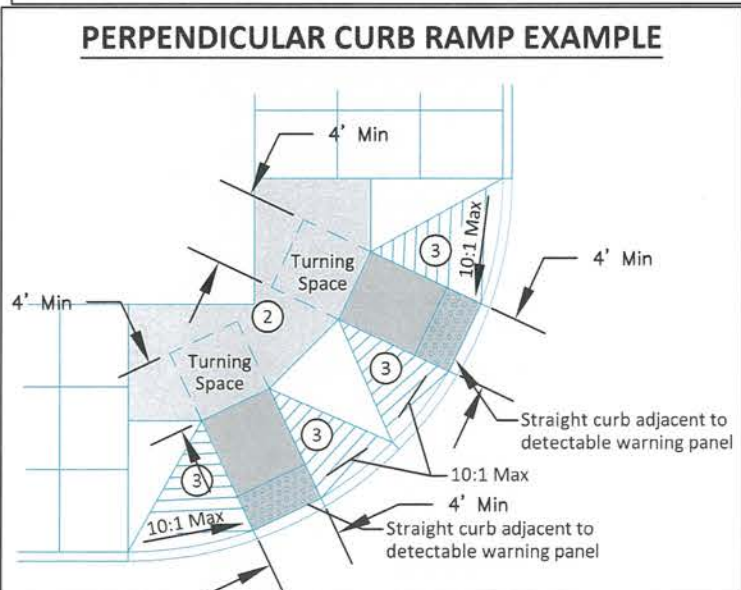 PERPENDICULAR CURB RAMP EXAMPLE
4' Min
3
10:1 Max
Turning
Space
4' Min
4' Min
2
Turning
Space
3
Straight curb adjacent to
detectable warning panel
3
10:1 Max
3
4' Min
10:1 Max
Straight curb adjacent to
detectable warning panel